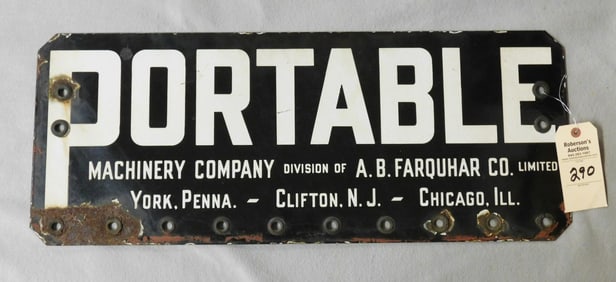 PORTABLE
MACHINERY COMPANY DIVISION OF A.B. FARQUHAR CO. LIMITED
YORK, PENNA. - CLIFTON, N.J. - CHICAGO, ILL.
Roberson's
Auctions
290